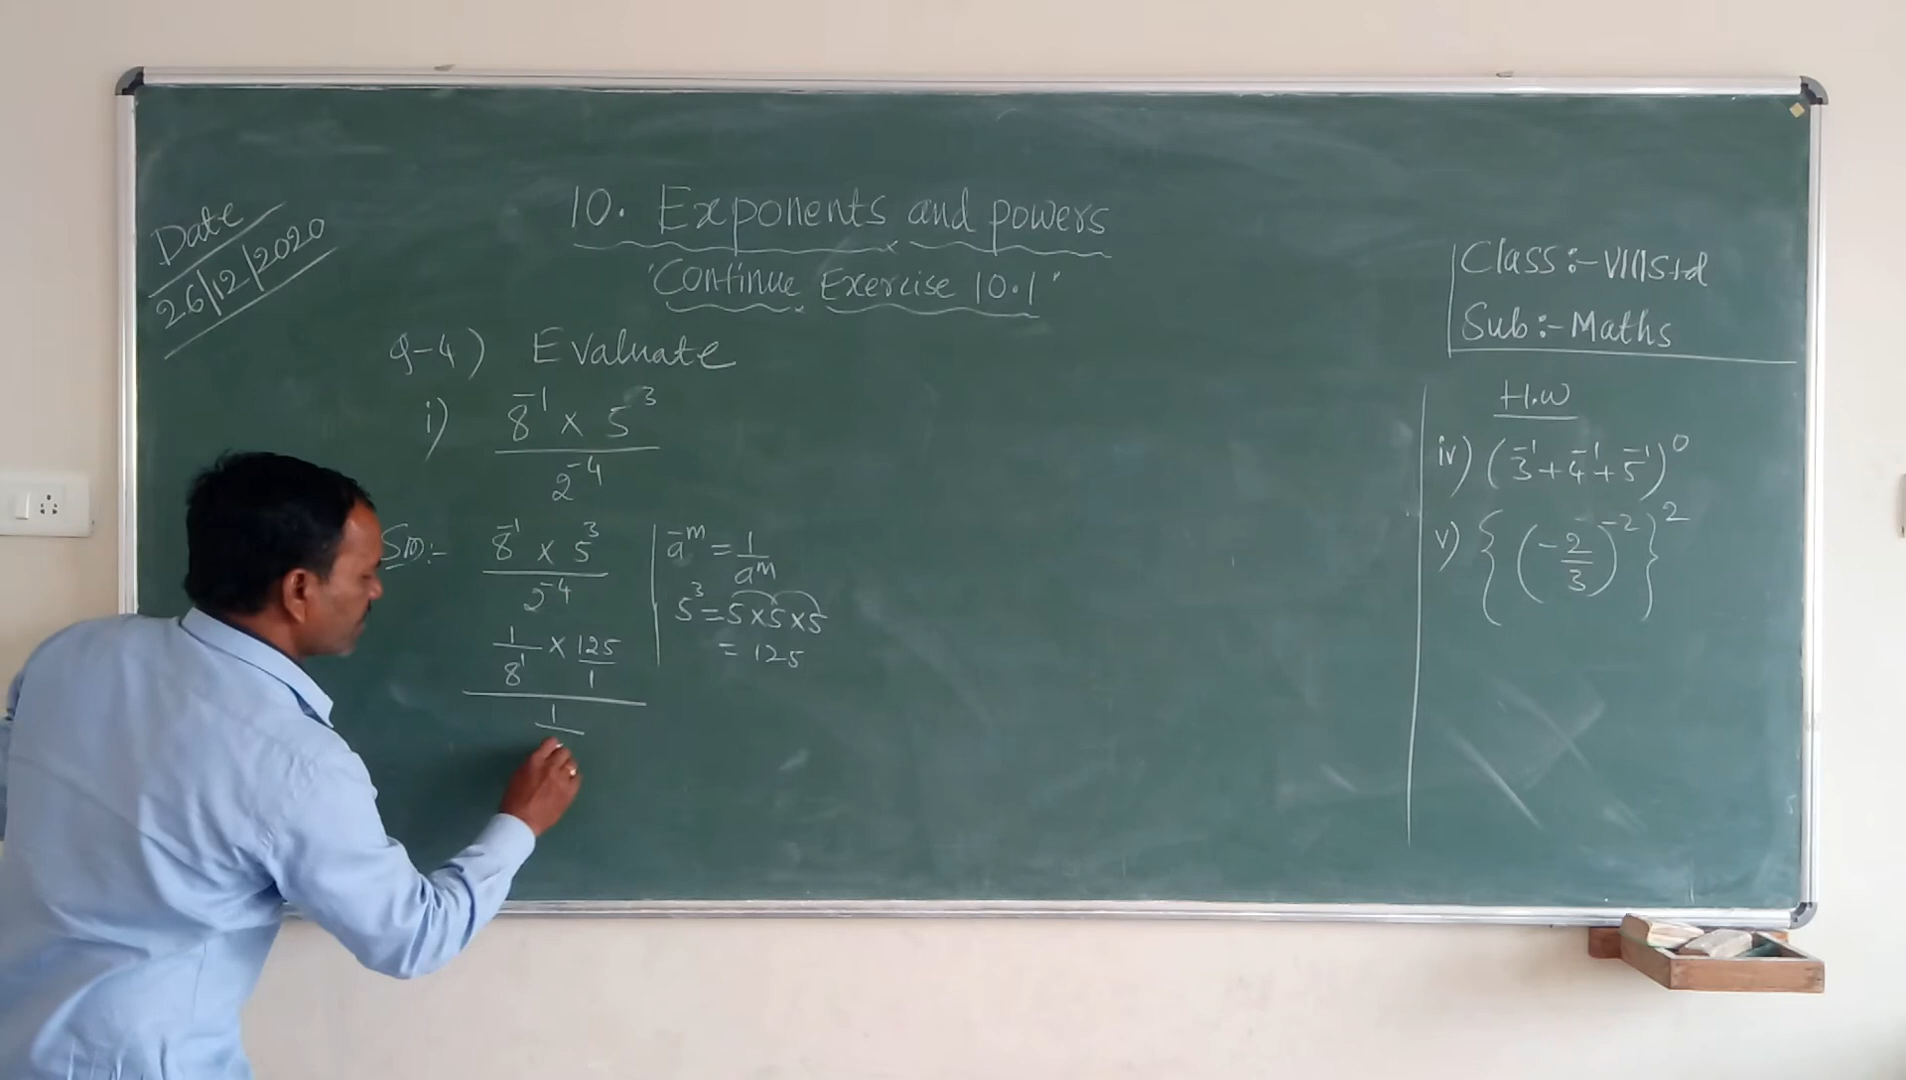 Date
26/12/2020
10. Exponents and powers
'Continue Exercise 10.1'
Q-4) Evaluate
i) 8⁻¹ × 5³
2⁻⁴
Sol:- 8⁻¹ × 5³
2⁻⁴
1/8¹ × 125/1
1
a⁻ᵐ = 1/aᵐ
5³ = 5×5×5
= 125
Class:- VIII Std
Sub:- Maths
H.W
iv) (3⁻¹+4⁻¹+5⁻¹)⁰
v) {(-2/3)⁻²}²